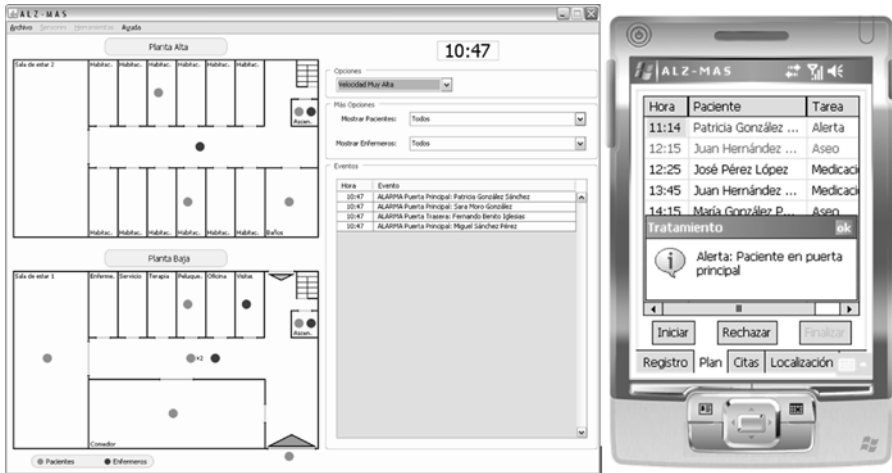 ALZ-MAS
Archivo Servicios Herramientas Ayuda
Planta Alta
Sala de estar 2
Habitac. Habitac. Habitac. Habitac. Habitac. Habitac.
Ascen.
Habitac. Habitac. Habitac. Habitac. Habitac. Habitac. Baños
Planta Baja
Sala de estar 1
Enferme. Servicio Terapia Peluque. Oficina Visitas
Ascen.
×2
Comedor
Pacientes Enfermeros
10:47
Opciones
Velocidad Muy Alta
Más Opciones
Mostrar Pacientes: Todos
Mostrar Enfermeros: Todos
Eventos
Hora Evento
10:47 ALARMA Puerta Principal: Patricia González Sánchez
10:47 ALARMA Puerta Principal: Sara Moro González
10:47 ALARMA Puerta Trasera: Fernando Benito Iglesias
10:47 ALARMA Puerta Principal: Miguel Sánchez Pérez
ALZ-MAS
Hora Paciente Tarea
11:14 Patricia González ... Alerta
12:15 Juan Hernández ... Aseo
12:25 José Pérez López Medicaci
13:45 Juan Hernández ... Medicaci
14:15 María González P... Aseo
Tratamiento ok
Alerta: Paciente en puerta
principal
Iniciar Rechazar Finalizar
Registro Plan Citas Localización